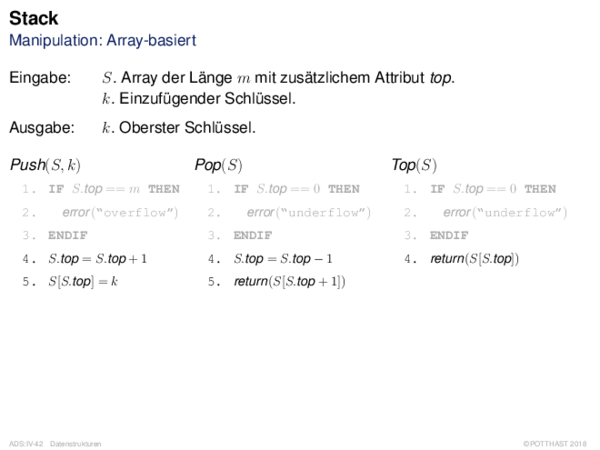 Stack
Manipulation: Array-basiert
Eingabe: S. Array der Länge m mit zusätzlichem Attribut top.
k. Einzufügender Schlüssel.
Ausgabe: k. Oberster Schlüssel.
Push(S, k)
1. IF S.top == m THEN
2. error("overflow")
3. ENDIF
4. S.top = S.top + 1
5. S[S.top] = k
Pop(S)
1. IF S.top == 0 THEN
2. error("underflow")
3. ENDIF
4. S.top = S.top − 1
5. return(S[S.top + 1])
Top(S)
1. IF S.top == 0 THEN
2. error("underflow")
3. ENDIF
4. return(S[S.top])
ADS:IV-42 Datenstrukturen
© POTTHAST 2018